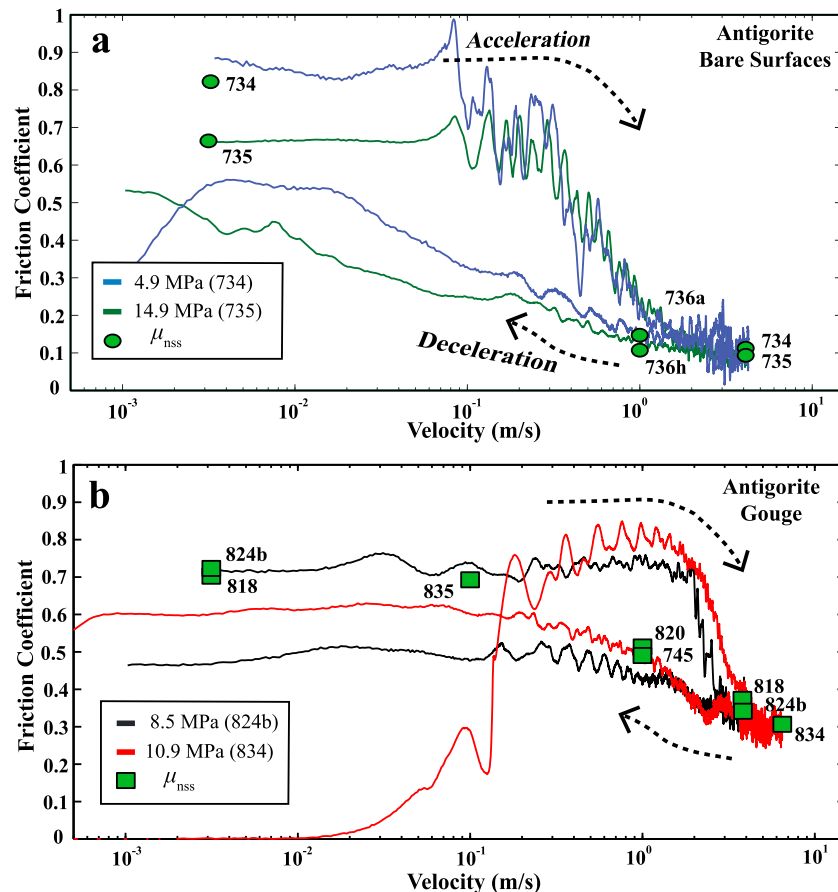 a
Acceleration
Antigorite
Bare Surfaces
Friction Coefficient
1
0.9
0.8
0.7
0.6
0.5
0.4
0.3
0.2
0.1
0
734
735
4.9 MPa (734)
14.9 MPa (735)
μnss
736a
736h
734
735
Deceleration
10-3
10-2
10-1
100
101
Velocity (m/s)
b
Antigorite
Gouge
Friction Coefficient
1
0.9
0.8
0.7
0.6
0.5
0.4
0.3
0.2
0.1
0
824b
818
835
820
745
818
824b
834
8.5 MPa (824b)
10.9 MPa (834)
μnss
10-3
10-2
10-1
100
101
Velocity (m/s)